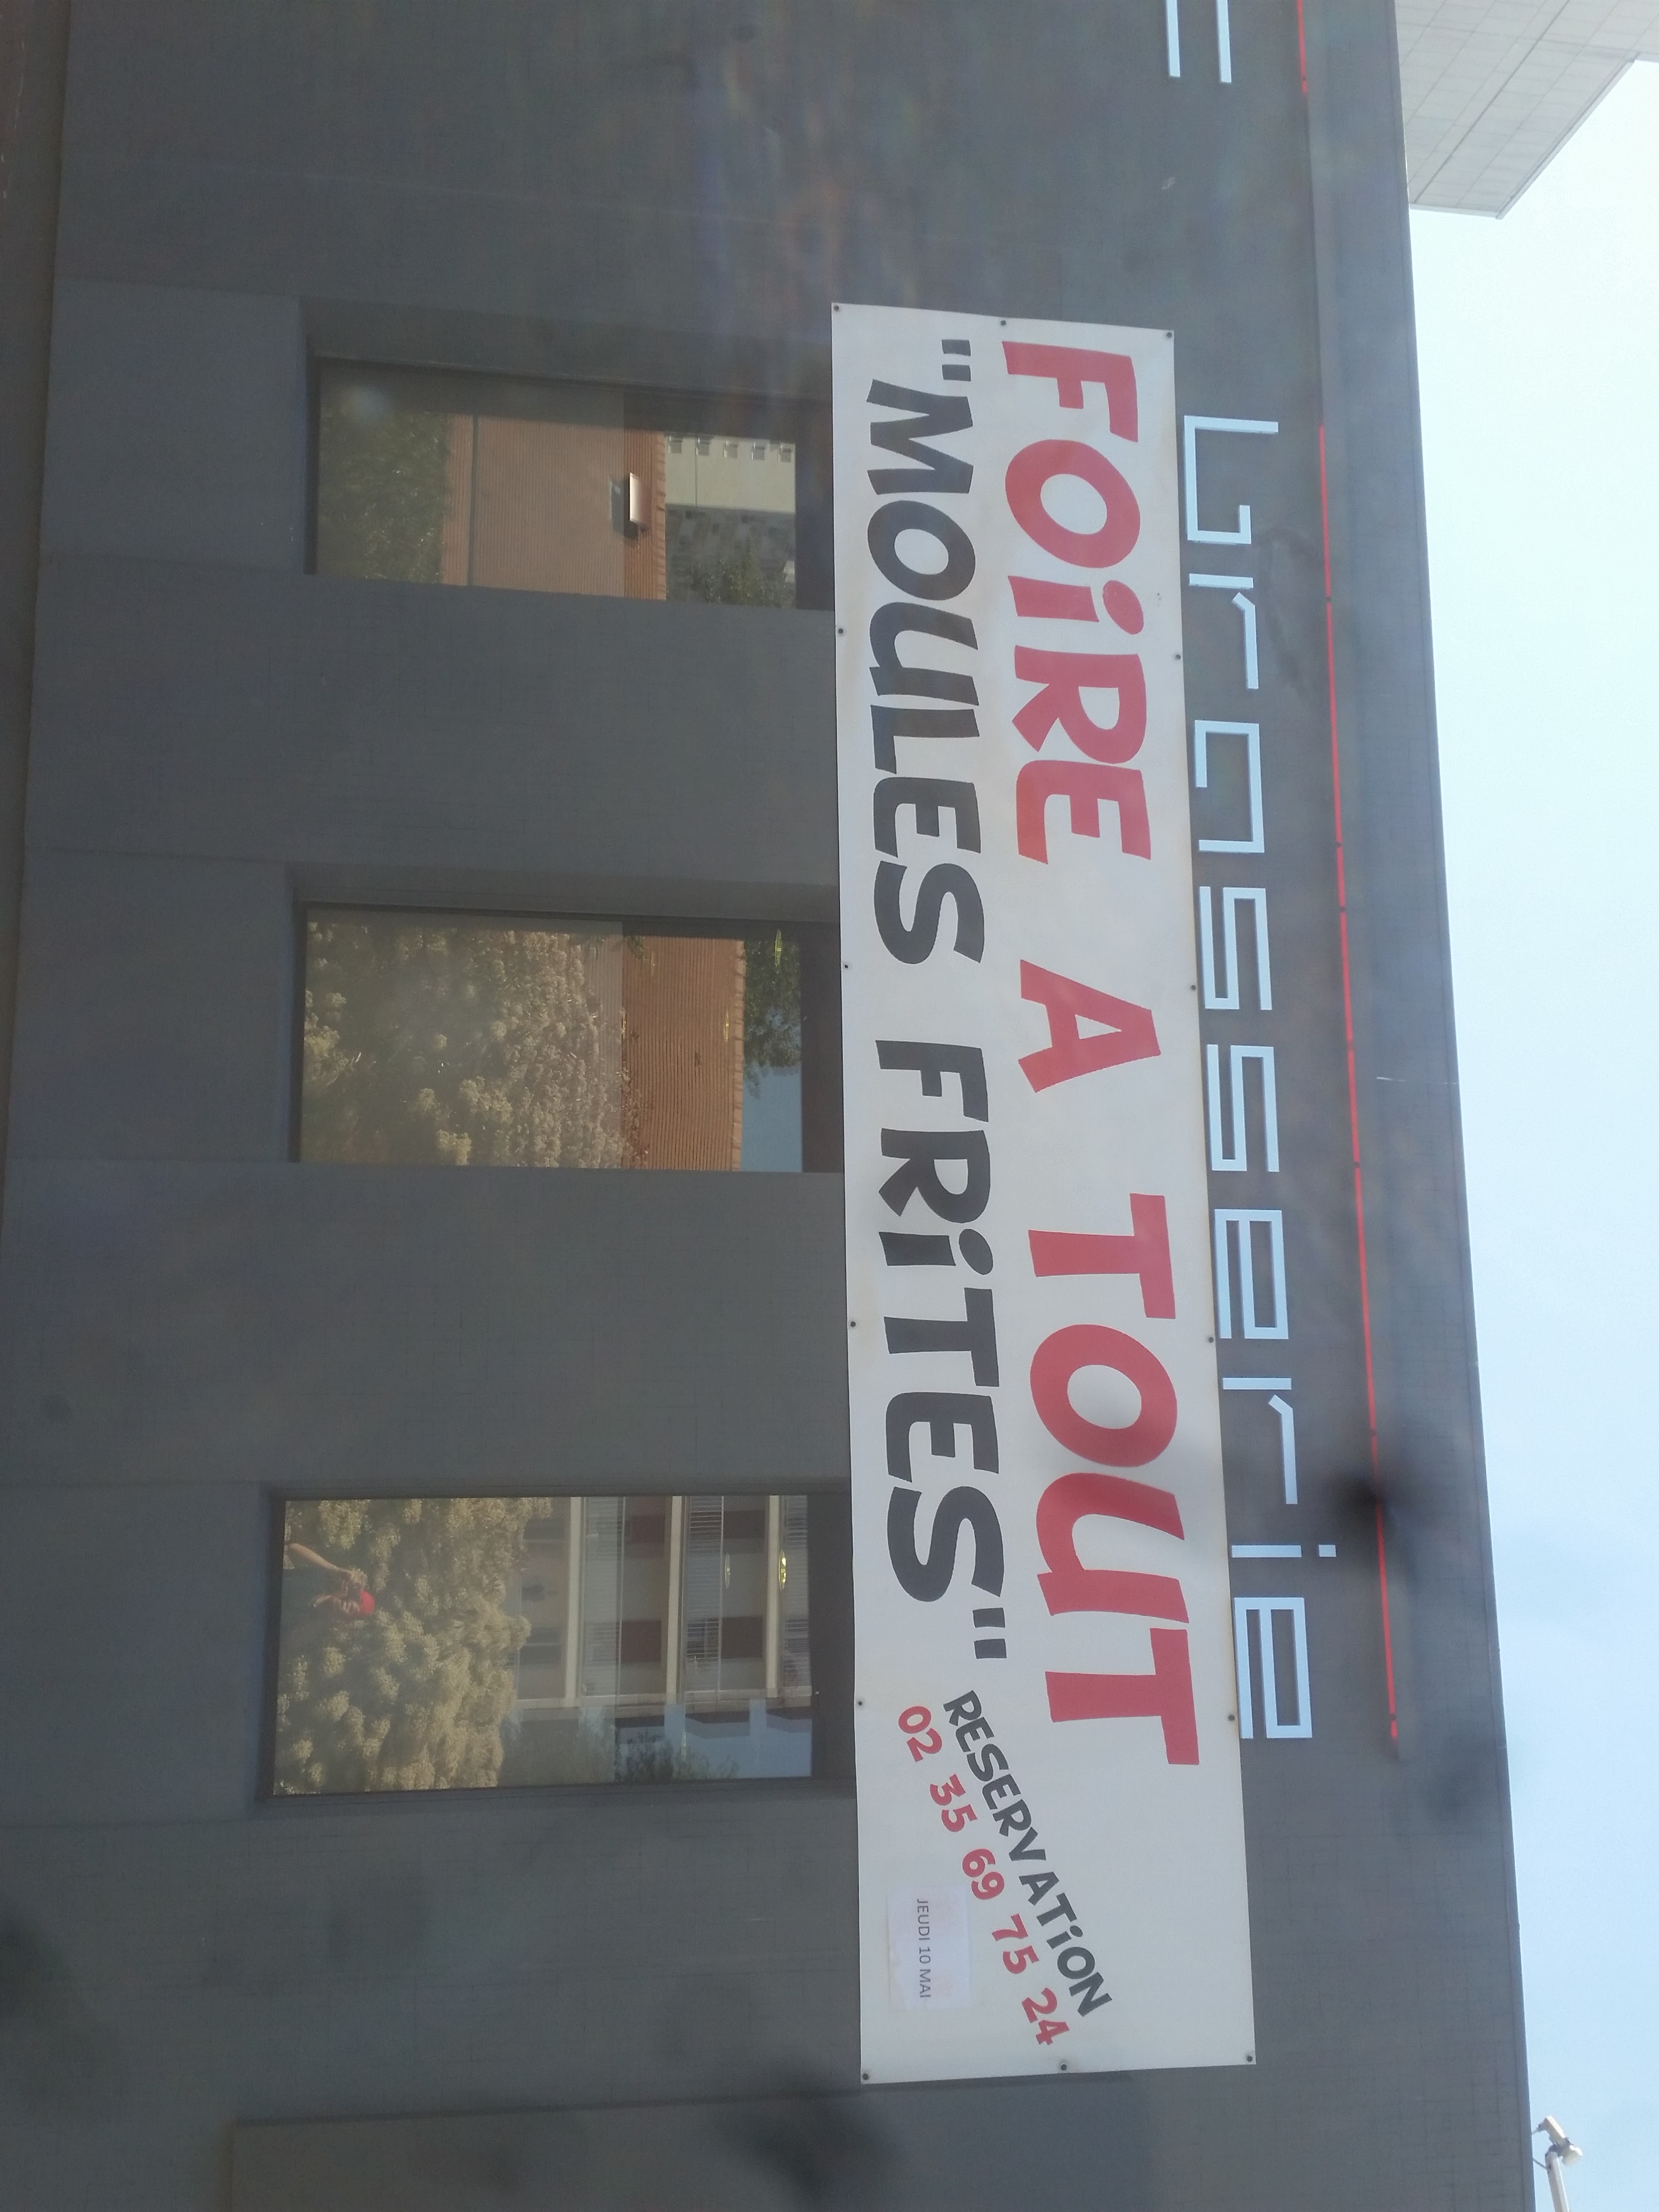 brasserie
FOiRE A TOUT
"MOULES FRiTES"
RESERVATiON
02 35 69 75 24
JEUDI 10 MAI